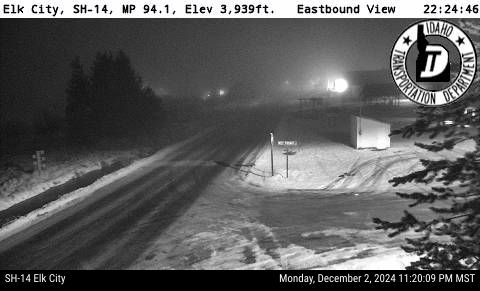 Elk City, SH-14, MP 94.1, Elev 3,939ft. Eastbound View 22:24:46
IDAHO
TRANSPORTATION DEPARTMENT
SH-14 Elk City Monday, December 2, 2024 11:20:09 PM MST